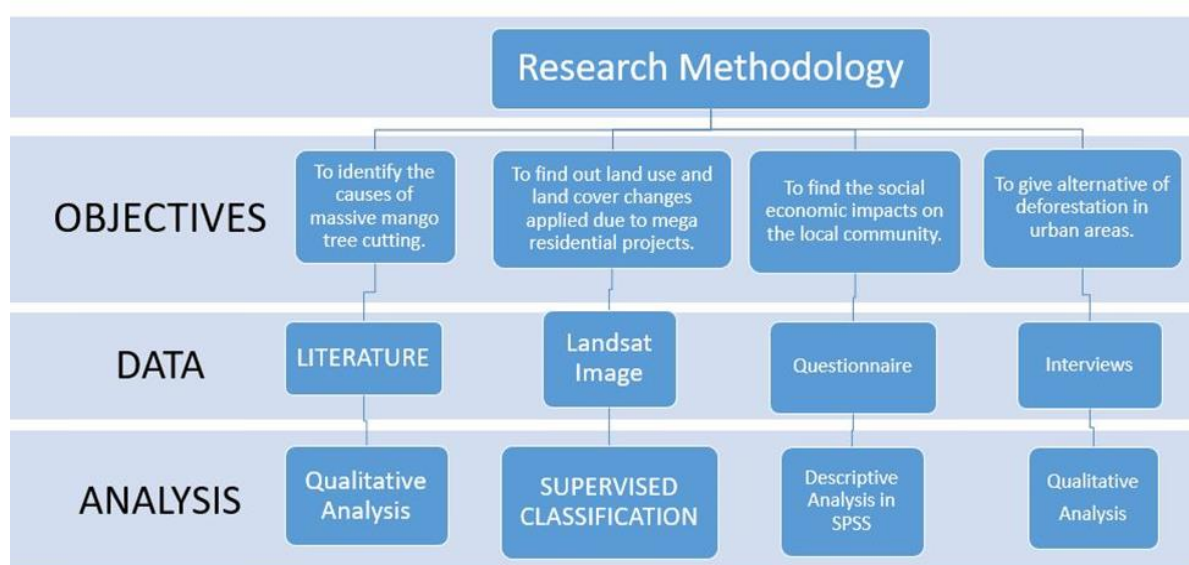 Research Methodology
OBJECTIVES
To identify the
causes of
massive mango
tree cutting.
To find out land use and
land cover changes
applied due to mega
residential projects.
To find the social
economic impacts on
the local community.
To give alternative of
deforestation in
urban areas.
DATA
LITERATURE
Landsat
Image
Questionnaire
Interviews
ANALYSIS
Qualitative
Analysis
SUPERVISED
CLASSIFICATION
Descriptive
Analysis in
SPSS
Qualitative
Analysis